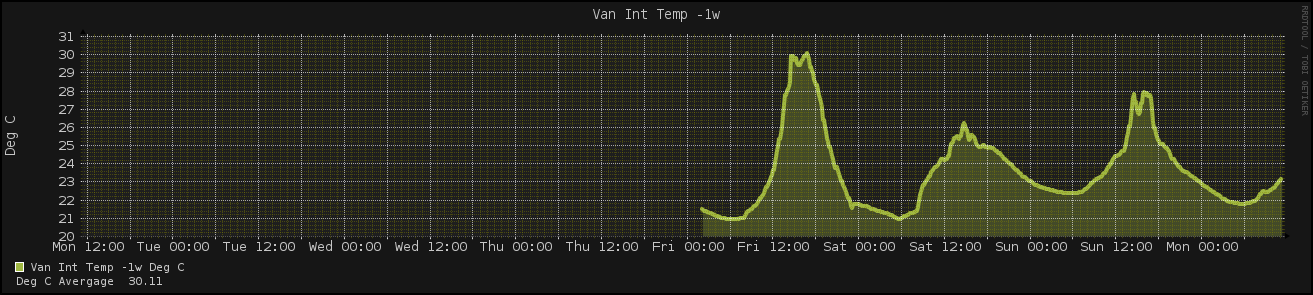 Van Int Temp -1w
RRDTOOL / TOBI OETIKER
Deg C
31
30
29
28
27
26
25
24
23
22
21
20
Mon 12:00 Tue 00:00 Tue 12:00 Wed 00:00 Wed 12:00 Thu 00:00 Thu 12:00 Fri 00:00 Fri 12:00 Sat 00:00 Sat 12:00 Sun 00:00 Sun 12:00 Mon 00:00
Van Int Temp -1w Deg C
Deg C Avergage 30.11